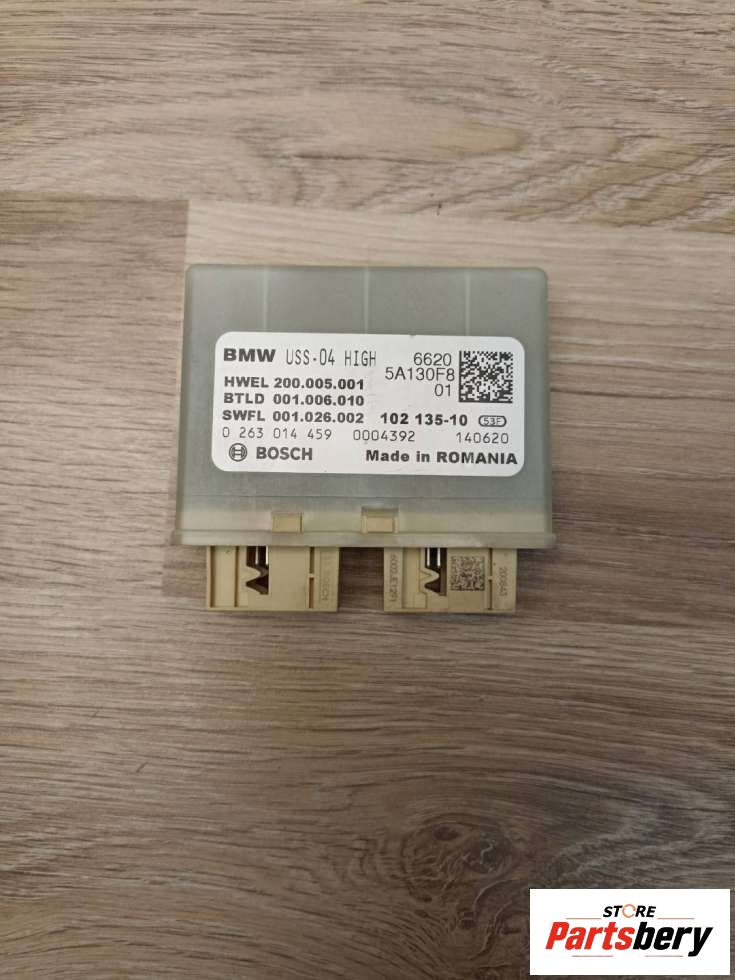 BMW USS-04 HIGH 6620
5A130F8
HWEL 200.005.001 01
BTLD 001.006.010
SWFL 001.026.002 102 135-10 53F
0 263 014 459 0004392 140620
BOSCH Made in ROMANIA
200843
STORE
Partsbery